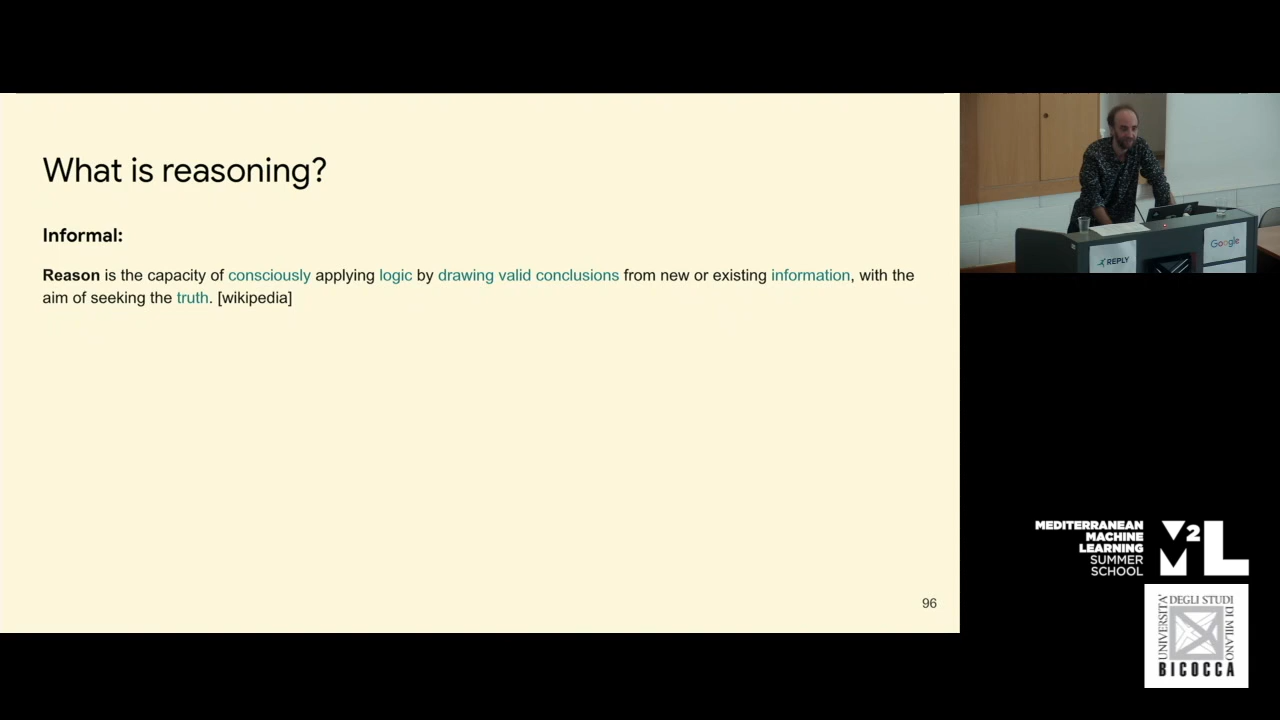 What is reasoning?
Informal:
Reason is the capacity of consciously applying logic by drawing valid conclusions from new or existing information, with the
aim of seeking the truth. [wikipedia]
96
REPLY
Google
MEDITERRANEAN
MACHINE
LEARNING
SUMMER
SCHOOL
M2L
UNIVERSITA'
DEGLI STUDI
DI MILANO
BICOCCA